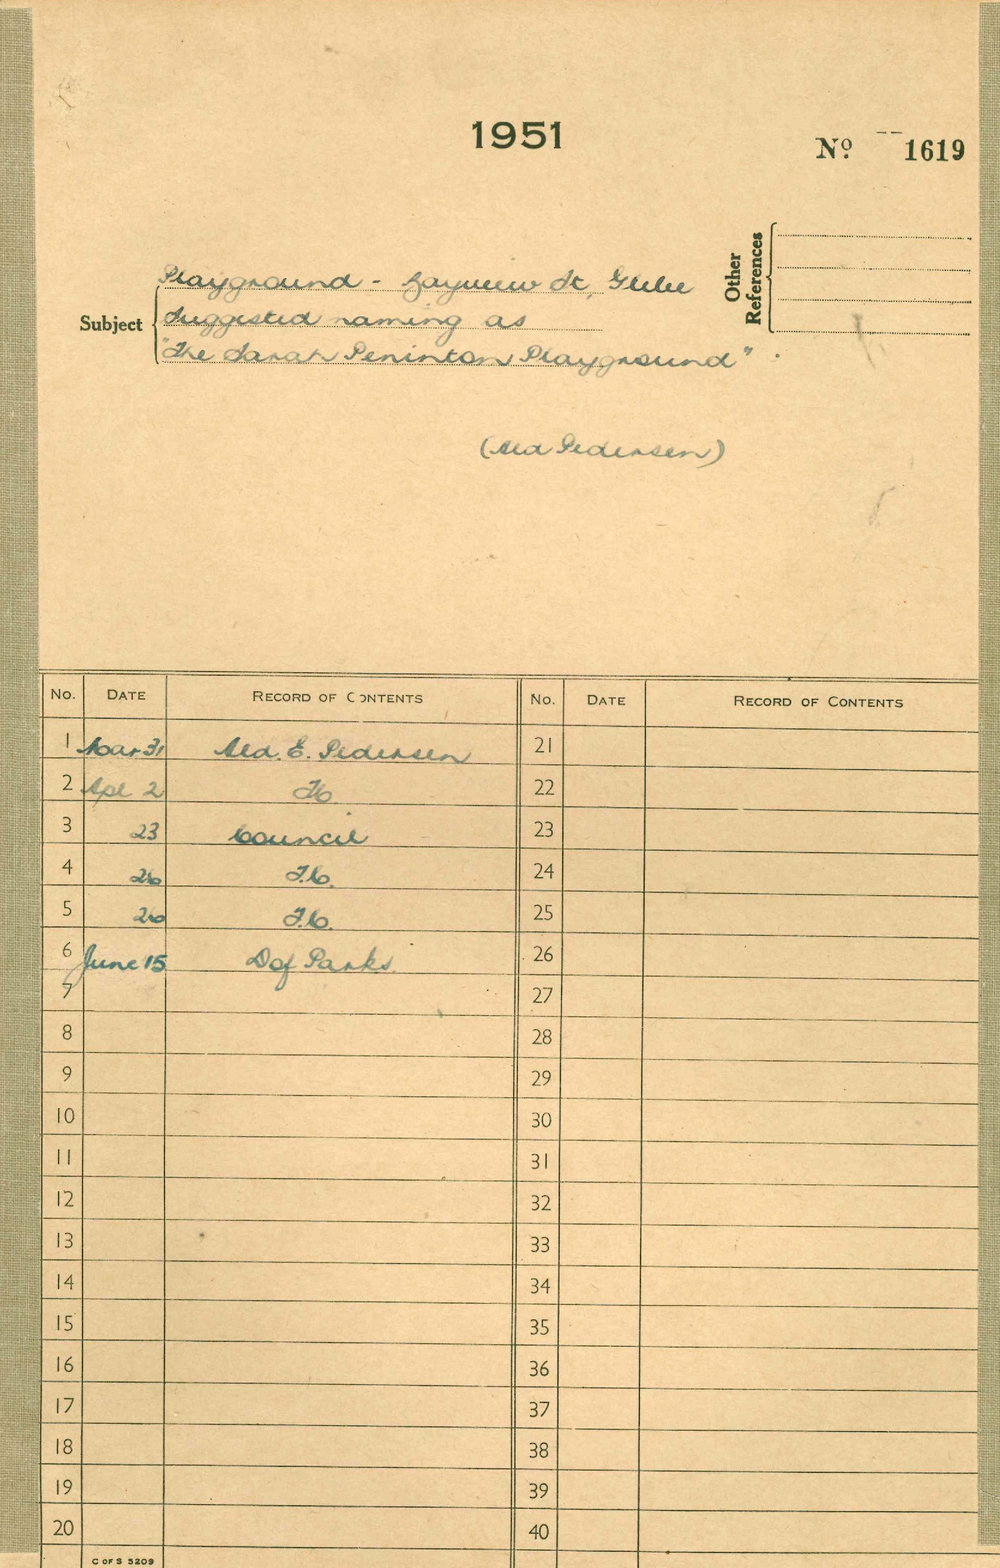 1951
No. 1619
Other References
Subject
Playground - Bayview St, Glebe
Suggested naming as
"The Sarah Peninton Playground".
(Ald Pedersen)
No. DATE RECORD OF CONTENTS No. DATE RECORD OF CONTENTS
1 Mar 31 Ald. E. Pedersen 21
2 Apl 2 22
3 23 Council 23
4 26 T.C. 24
5 26 T.C. 25
6 June 15 D of Parks 26
7 27
8 28
9 29
10 30
11 31
12 32
13 33
14 34
15 35
16 36
17 37
18 38
19 39
20 40
C OF S 5209